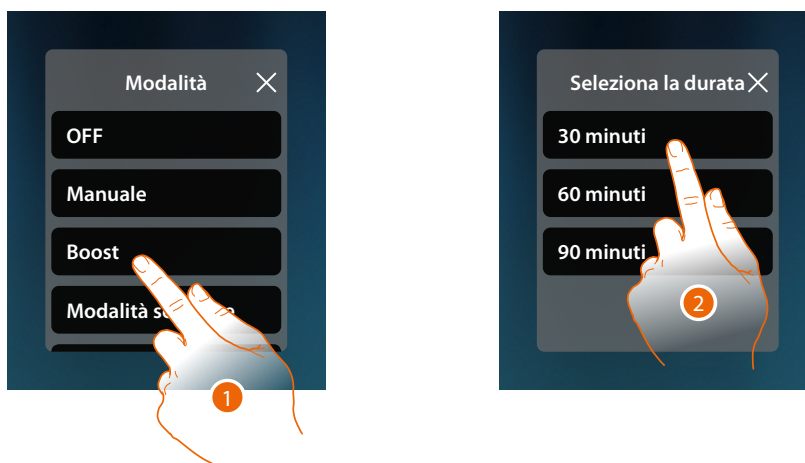 Modalità
OFF
Manuale
Boost
Modalità
1
Seleziona la durata
30 minuti
60 minuti
90 minuti
2